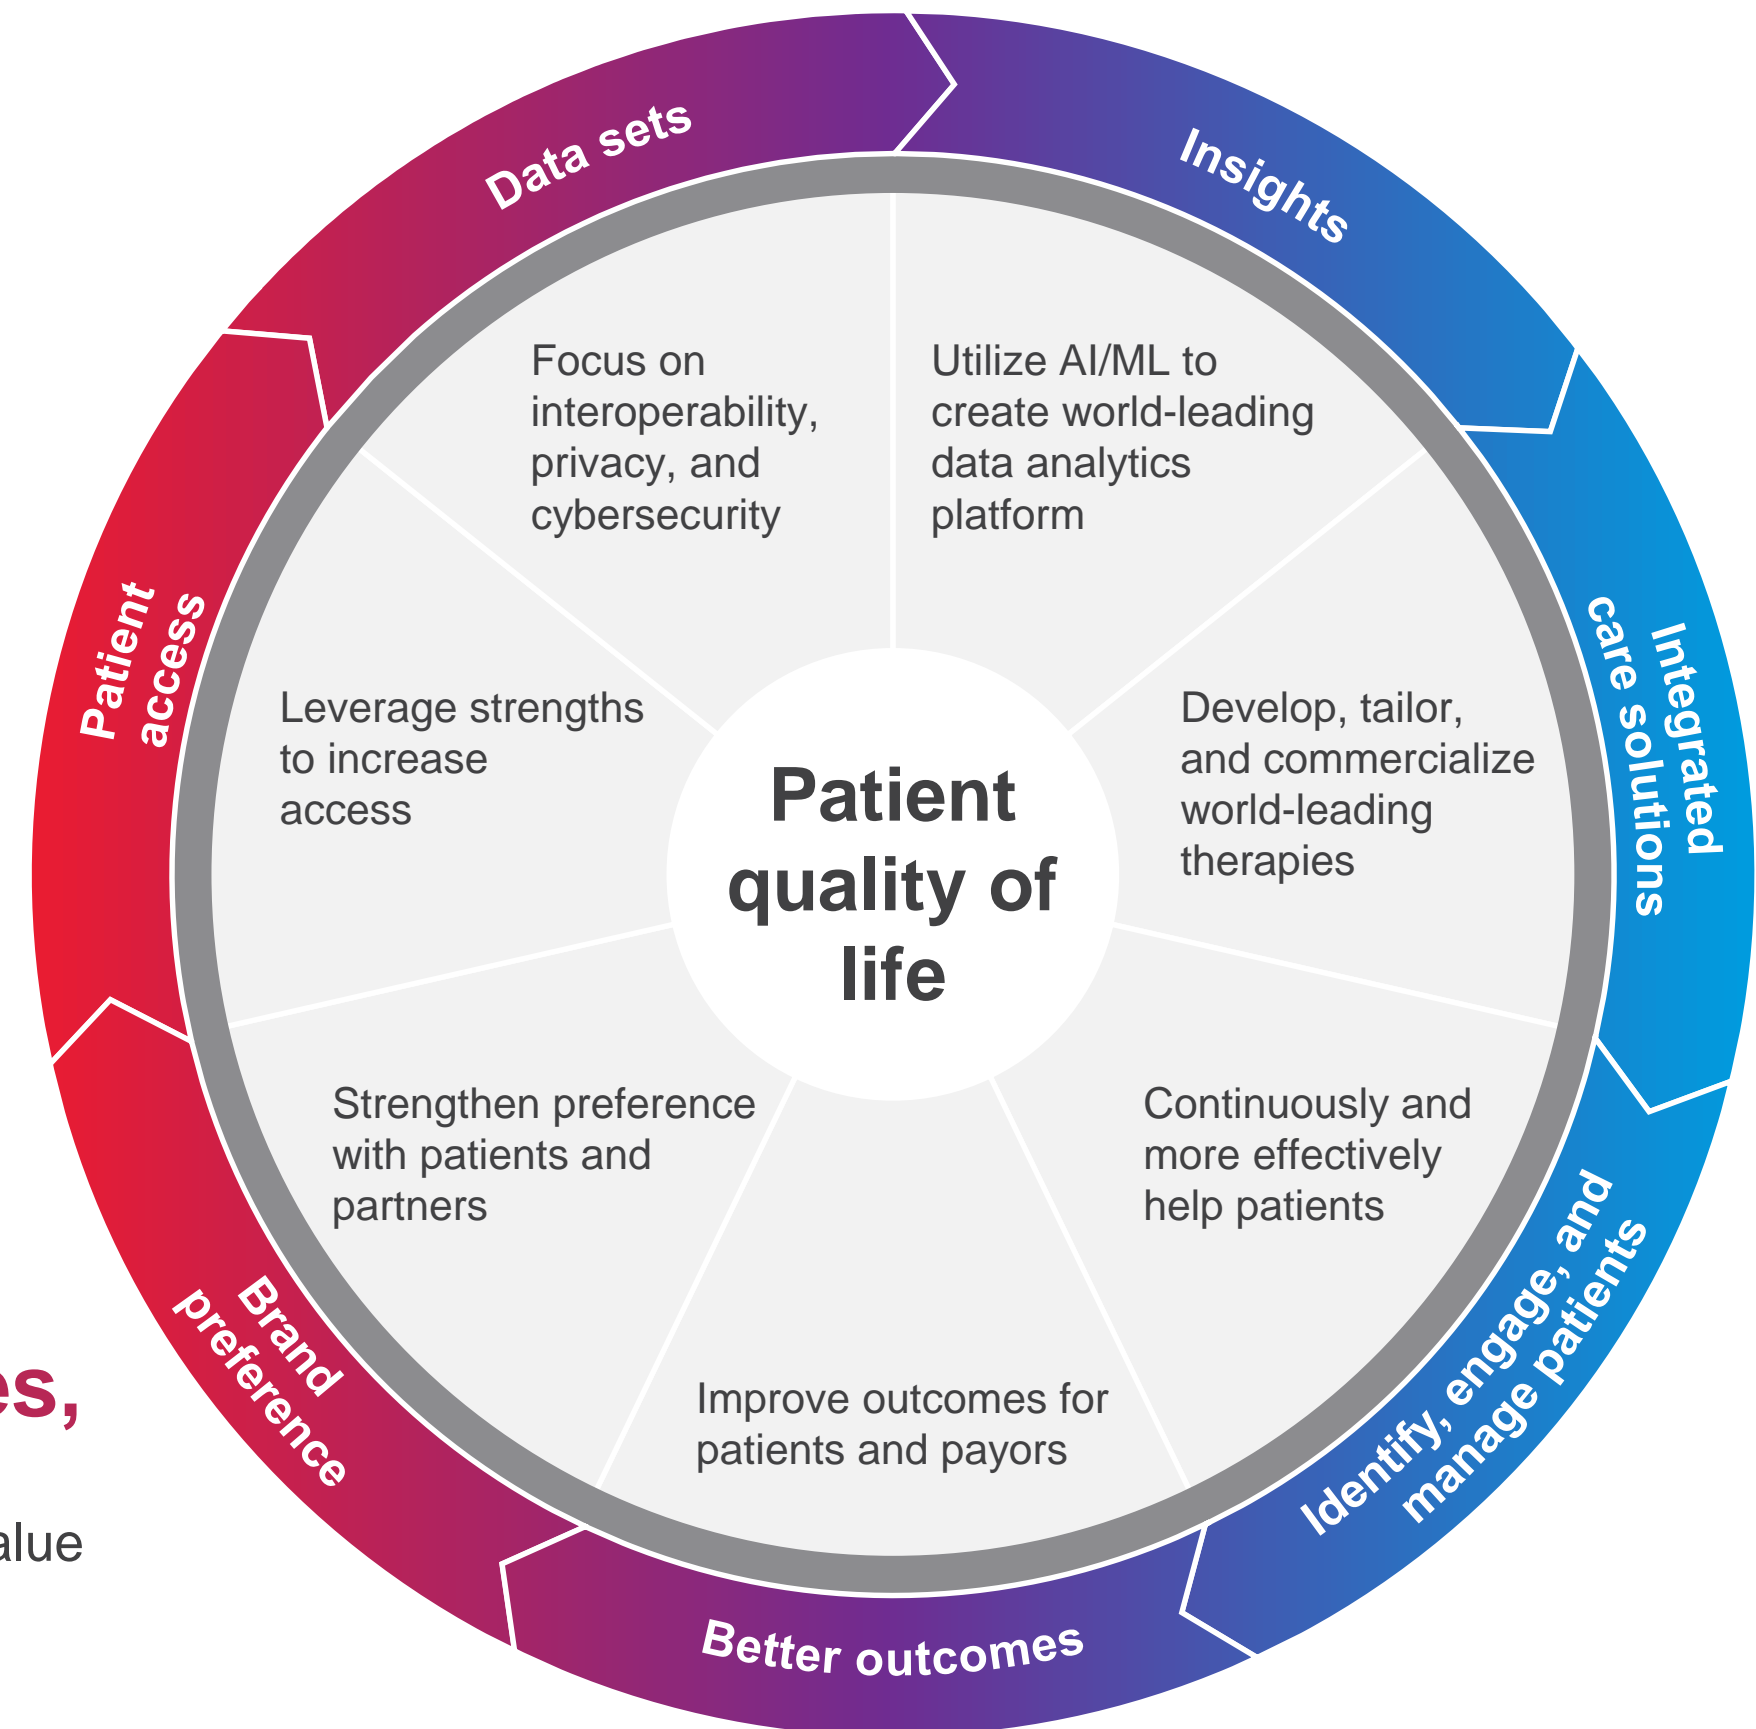 Data sets
Insights
Integrated
care solutions
Identify, engage, and
manage patients
Better outcomes
Brand
preference
Patient
access
Focus on
interoperability,
privacy, and
cybersecurity
Utilize AI/ML to
create world-leading
data analytics
platform
Develop, tailor,
and commercialize
world-leading
therapies
Continuously and
more effectively
help patients
Improve outcomes for
patients and payors
Strengthen preference
with patients and
partners
Leverage strengths
to increase
access
Patient
quality of
life